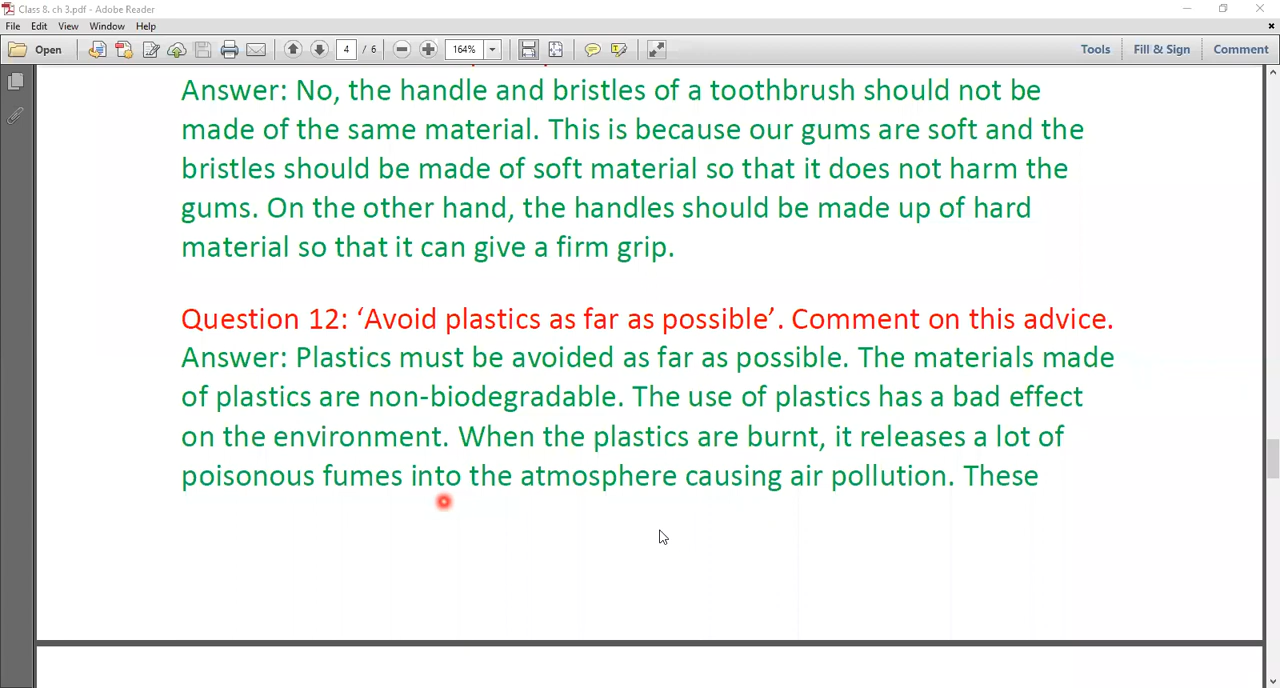 Class 8. ch 3.pdf - Adobe Reader
File Edit View Window Help
Open 4 / 6 164% Tools Fill & Sign Comment
Answer: No, the handle and bristles of a toothbrush should not be
made of the same material. This is because our gums are soft and the
bristles should be made of soft material so that it does not harm the
gums. On the other hand, the handles should be made up of hard
material so that it can give a firm grip.
Question 12: ‘Avoid plastics as far as possible’. Comment on this advice.
Answer: Plastics must be avoided as far as possible. The materials made
of plastics are non-biodegradable. The use of plastics has a bad effect
on the environment. When the plastics are burnt, it releases a lot of
poisonous fumes into the atmosphere causing air pollution. These